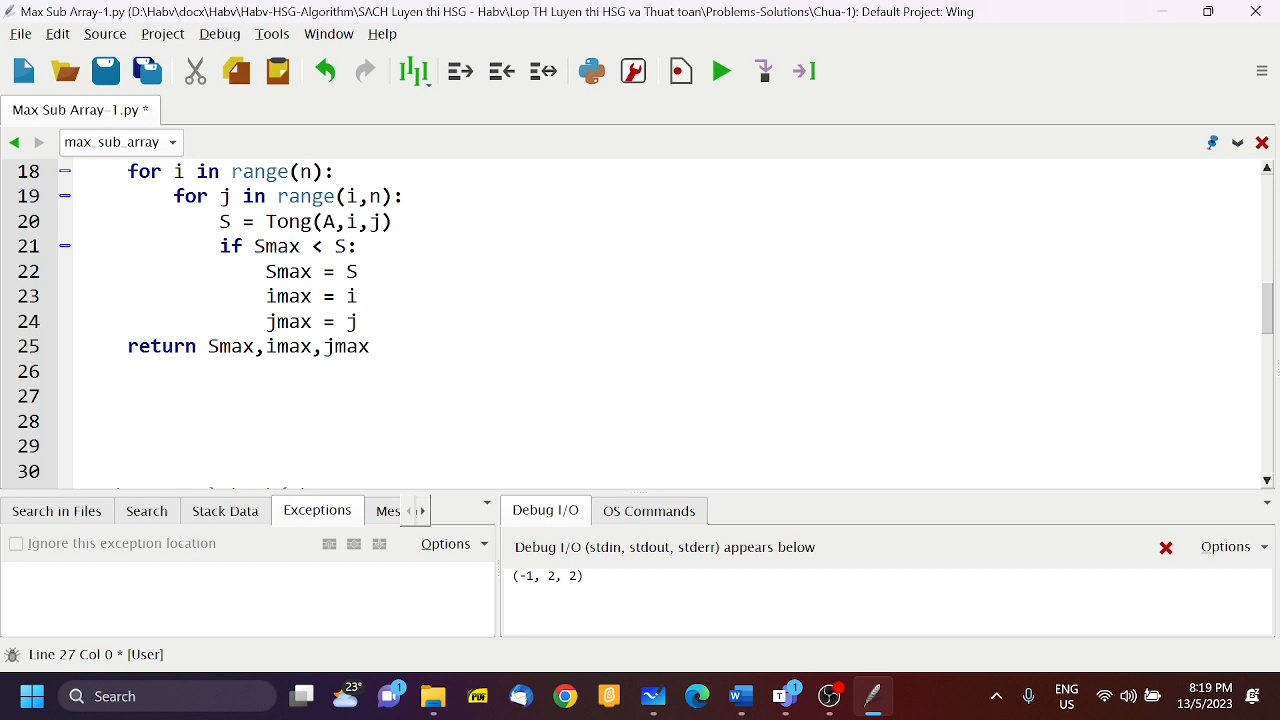 Max Sub Array-1.py (D:\Habv\docx\Habv\Habv-HSG-Algorithm\SACH Luyen thi HSG - Habv\Lop TH Luyen thi HSG va Thuat toan\Problems-Solutions\Chua-1): Default Project: Wing
File Edit Source Project Debug Tools Window Help
Max Sub Array-1.py *
max_sub_array
18 for i in range(n):
19 for j in range(i,n):
20 S = Tong(A,i,j)
21 if Smax < S:
22 Smax = S
23 imax = i
24 jmax = j
25 return Smax,imax,jmax
26
27
28
29
30
Search in Files Search Stack Data Exceptions Mes
Debug I/O OS Commands
Ignore this exception location Options
Debug I/O (stdin, stdout, stderr) appears below Options
(-1, 2, 2)
Line 27 Col 0 * [User]
Search
23°
1
PDF
1
ENG
US
8:19 PM
13/5/2023